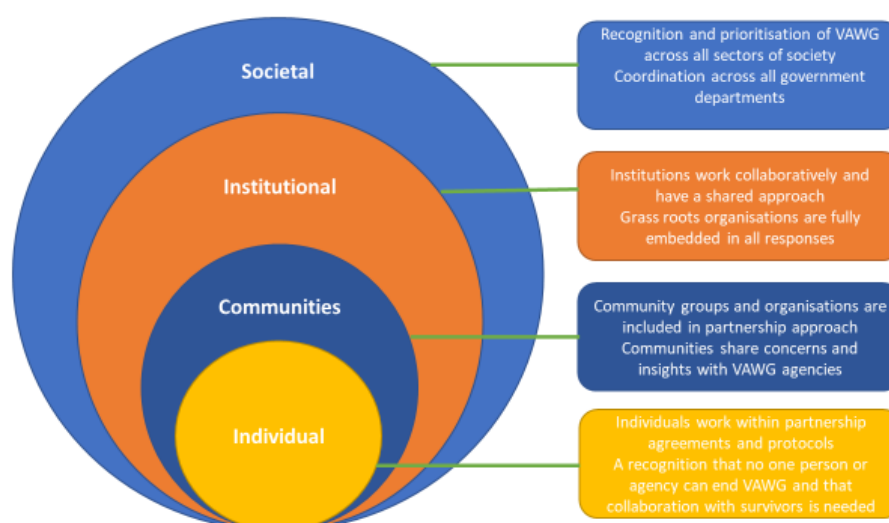 Societal
Recognition and prioritisation of VAWG
across all sectors of society
Coordination across all government
departments
Institutional
Institutions work collaboratively and
have a shared approach
Grass roots organisations are fully
embedded in all responses
Communities
Community groups and organisations are
included in partnership approach
Communities share concerns and
insights with VAWG agencies
Individual
Individuals work within partnership
agreements and protocols
A recognition that no one person or
agency can end VAWG and that
collaboration with survivors is needed